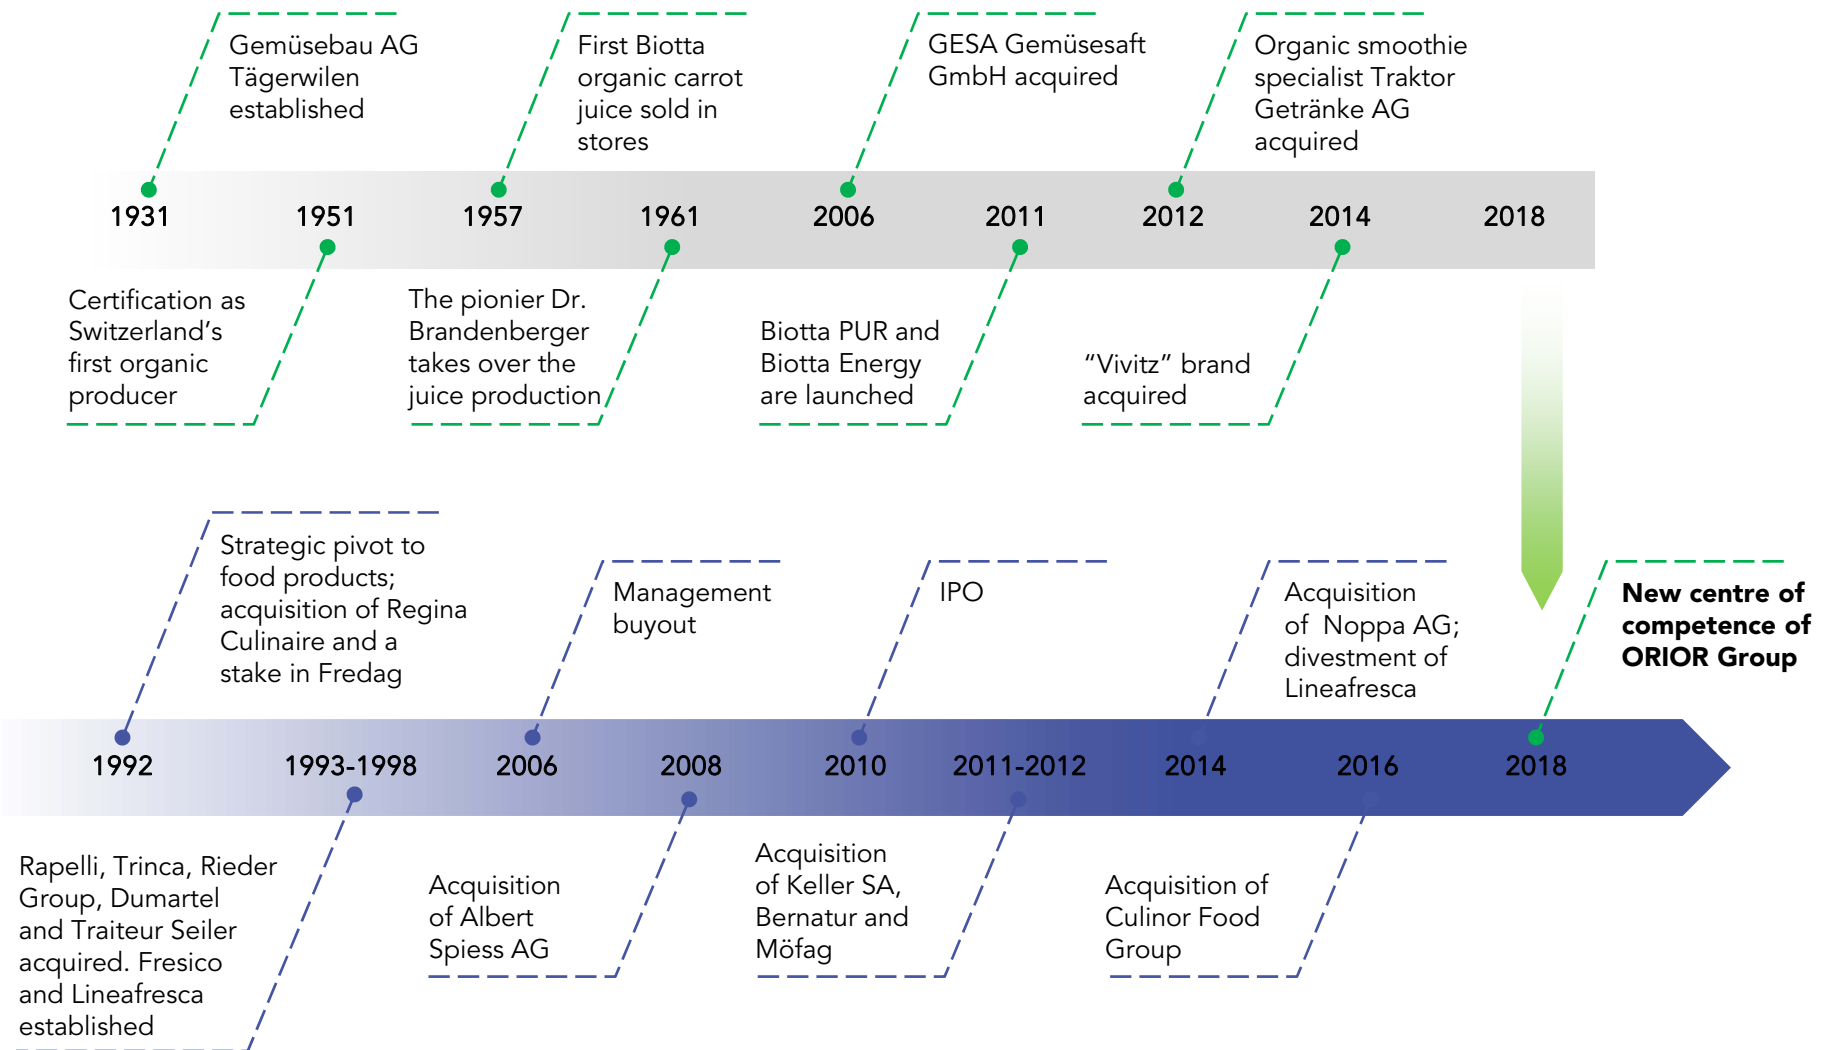 Gemüsebau AG
Tägerwilen
established
First Biotta
organic carrot
juice sold in
stores
GESA Gemüsesaft
GmbH acquired
Organic smoothie
specialist Traktor
Getränke AG
acquired
1931
1951
1957
1961
2006
2011
2012
2014
2018
Certification as
Switzerland’s
first organic
producer
The pionier Dr.
Brandenberger
takes over the
juice production
Biotta PUR and
Biotta Energy
are launched
“Vivitz” brand
acquired
Strategic pivot to
food products;
acquisition of Regina
Culinaire and a
stake in Fredag
Management
buyout
IPO
Acquisition
of Noppa AG;
divestment of
Lineafresca
New centre of
competence of
ORIOR Group
1992
1993-1998
2006
2008
2010
2011-2012
2014
2016
2018
Rapelli, Trinca, Rieder
Group, Dumartel
and Traiteur Seiler
acquired. Fresico
and Lineafresca
established
Acquisition
of Albert
Spiess AG
Acquisition
of Keller SA,
Bernatur and
Möfag
Acquisition of
Culinor Food
Group